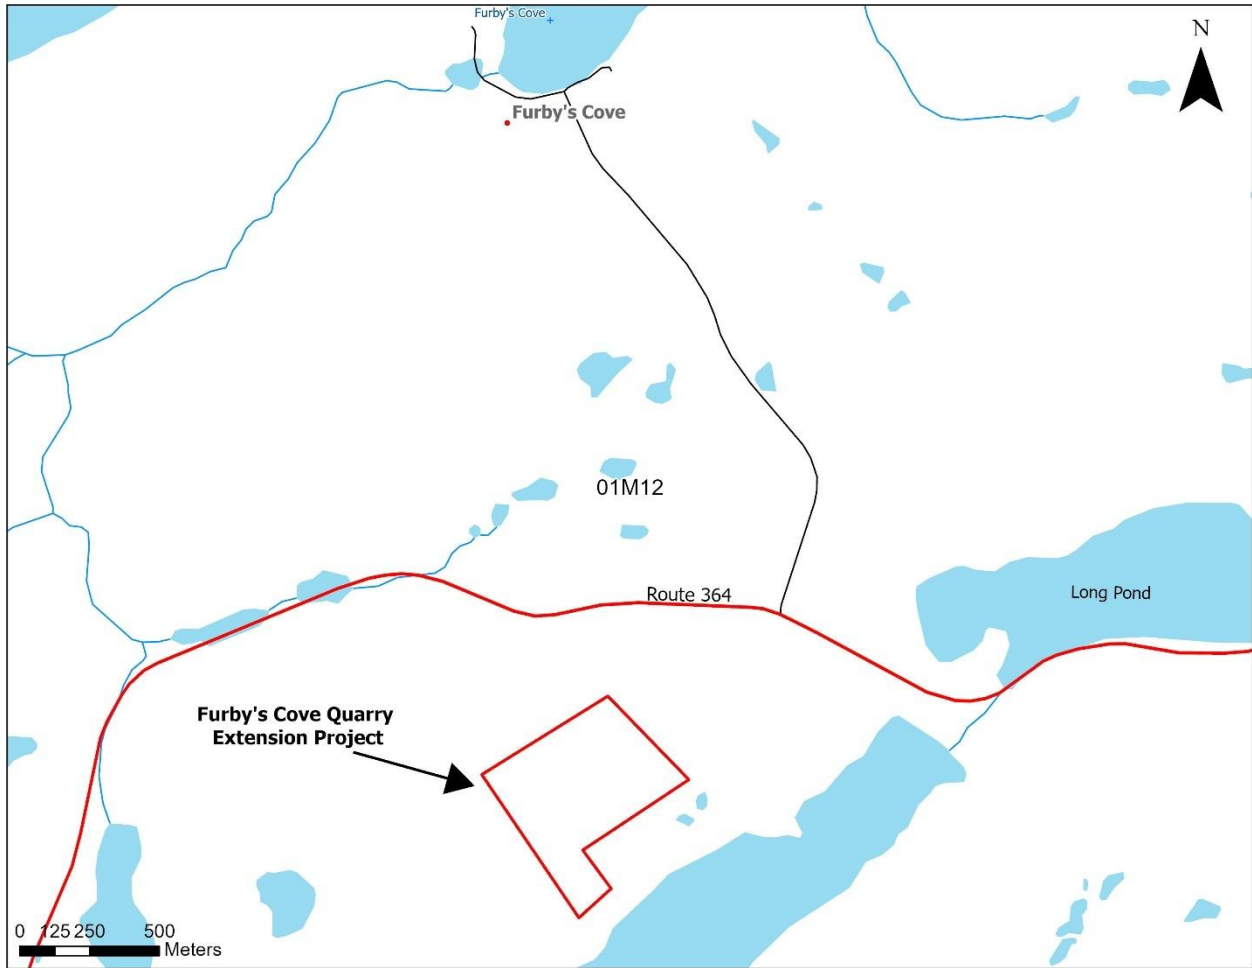 Furby's Cove
N
Furby's Cove
01M12
Route 364
Long Pond
Furby's Cove Quarry
Extension Project
0 125 250 500
Meters